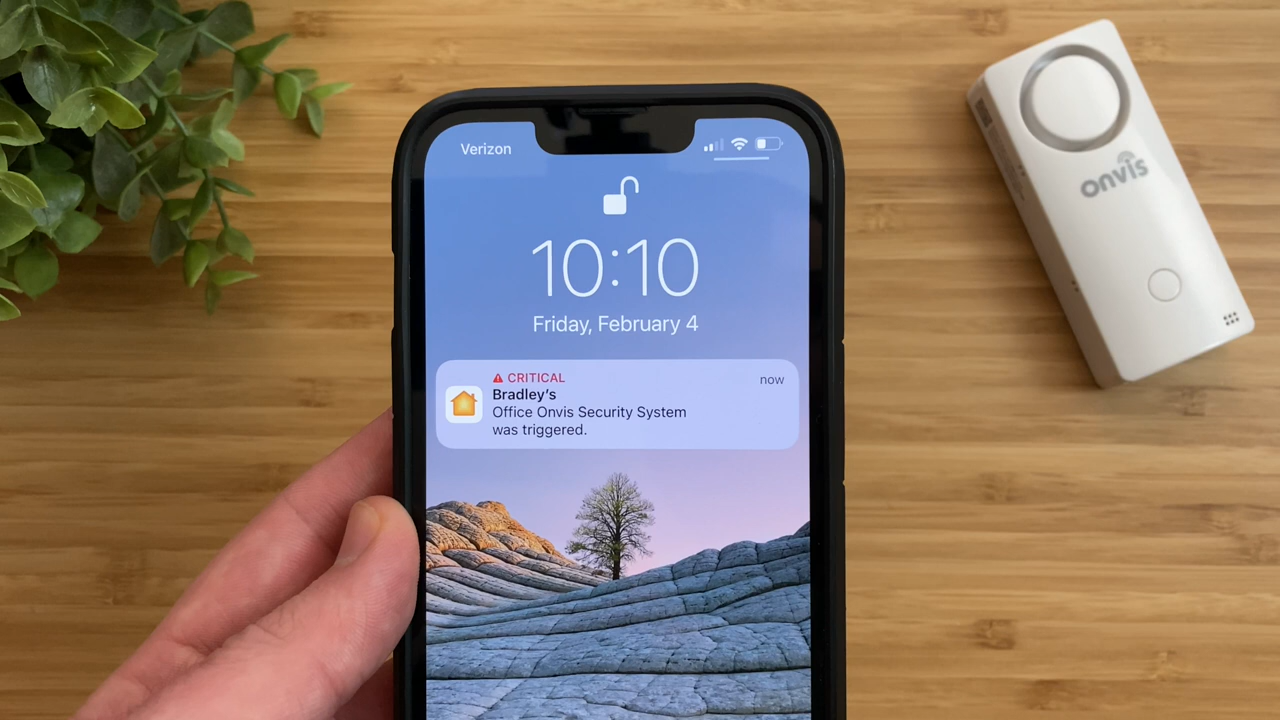 Verizon
10:10
Friday, February 4
CRITICAL
now
Bradley's
Office Onvis Security System
was triggered.
onvis